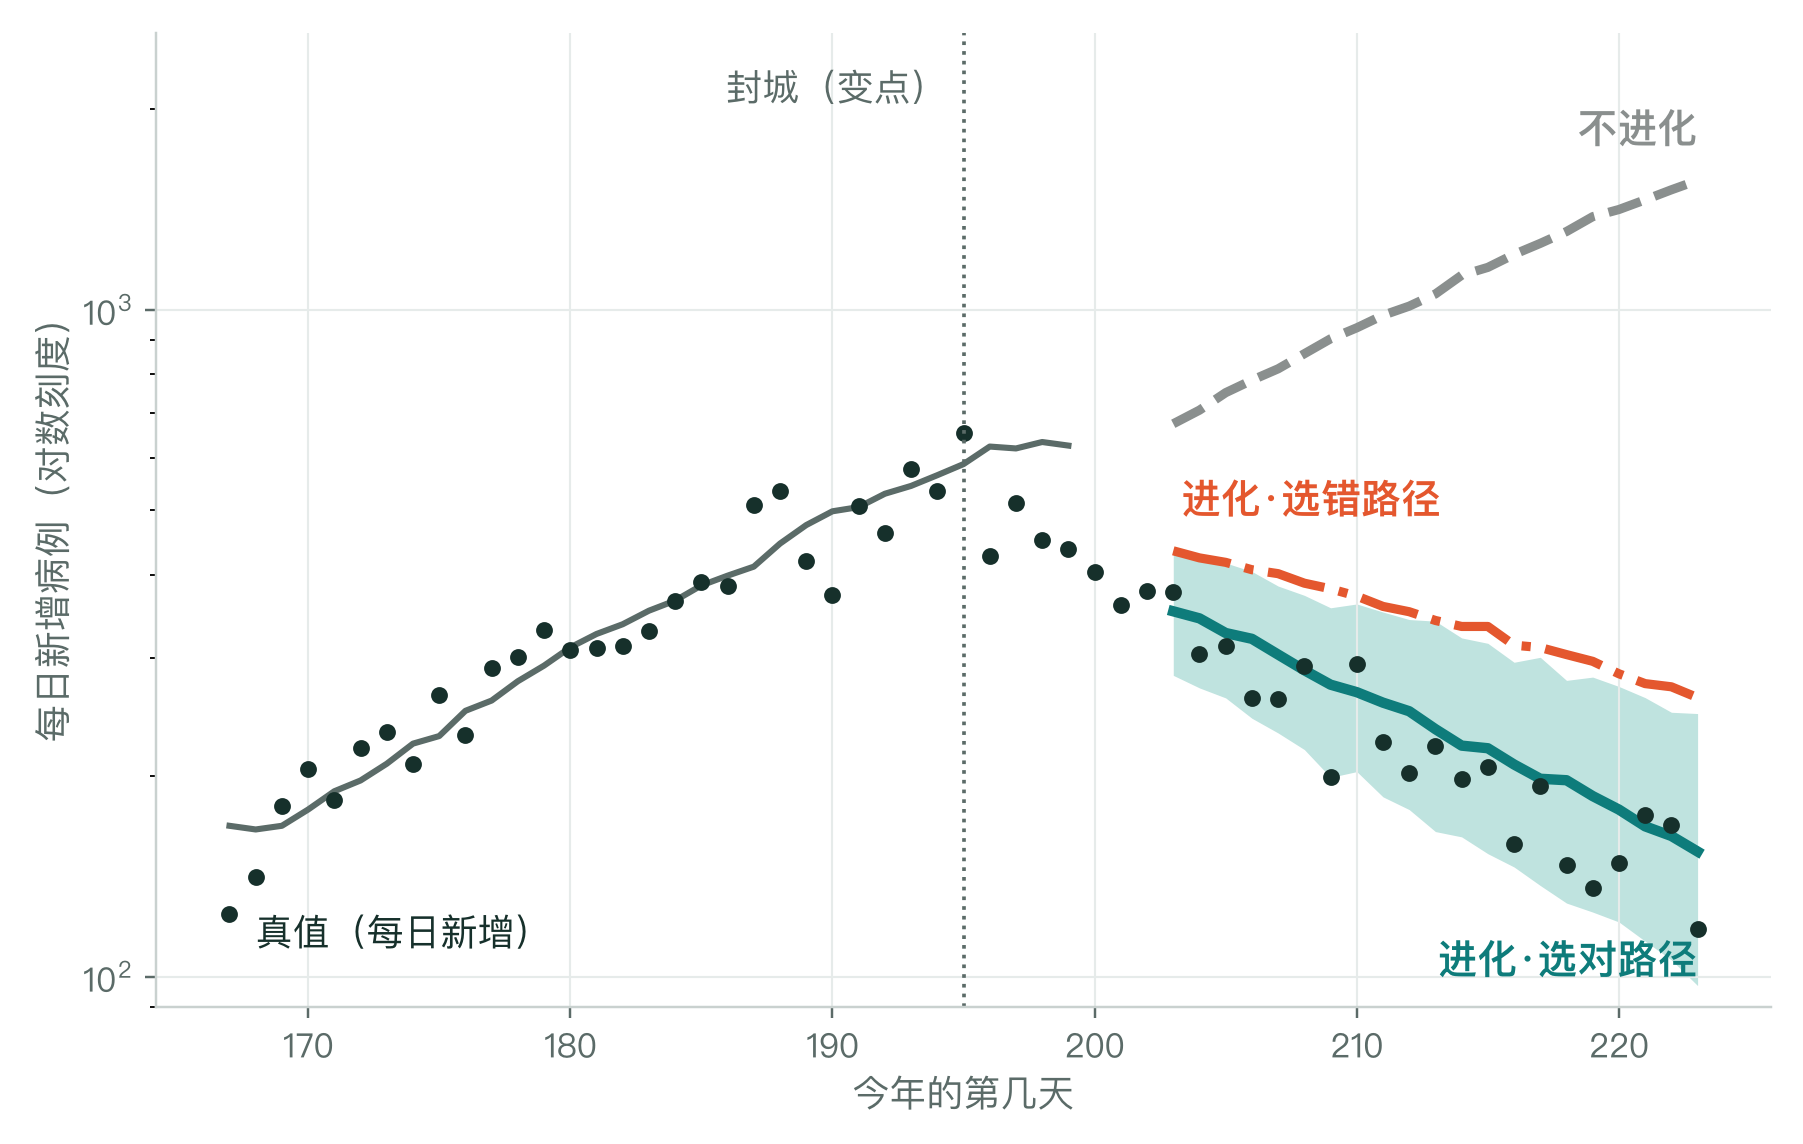 封城（变点）
不进化
10³
进化·选错路径
每日新增病例（对数刻度）
真值（每日新增）
进化·选对路径
10²
170 180 190 200 210 220
今年的第几天